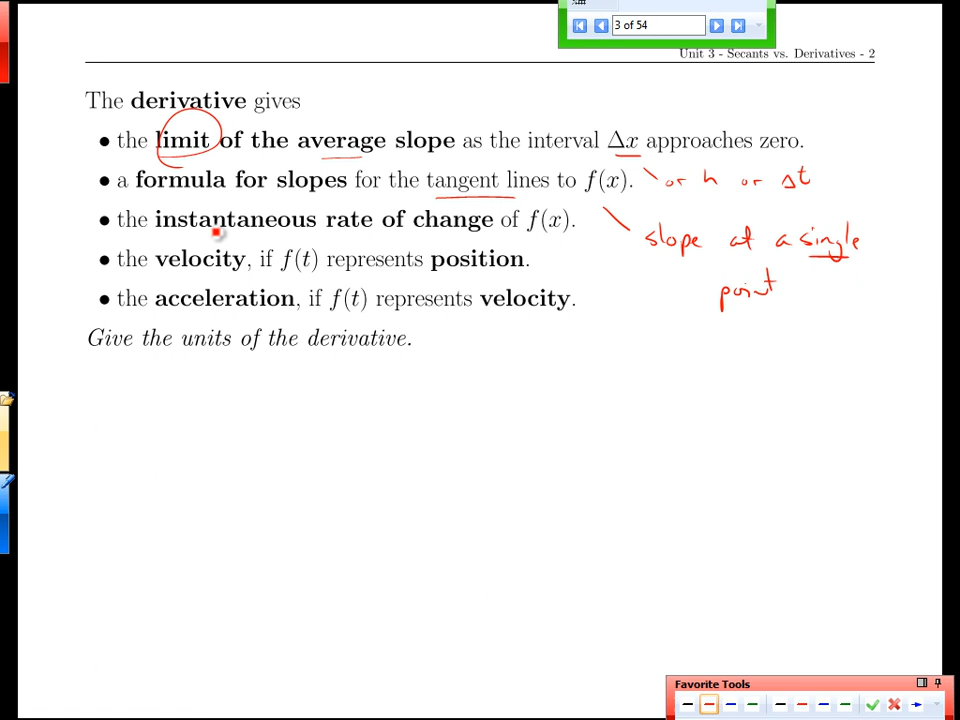 3 of 54
Unit 3 - Secants vs. Derivatives - 2
The derivative gives
• the limit of the average slope as the interval Δx approaches zero.
• a formula for slopes for the tangent lines to f(x).
or h or Δt
• the instantaneous rate of change of f(x).
slope at a single
point
• the velocity, if f(t) represents position.
• the acceleration, if f(t) represents velocity.
Give the units of the derivative.
Favorite Tools